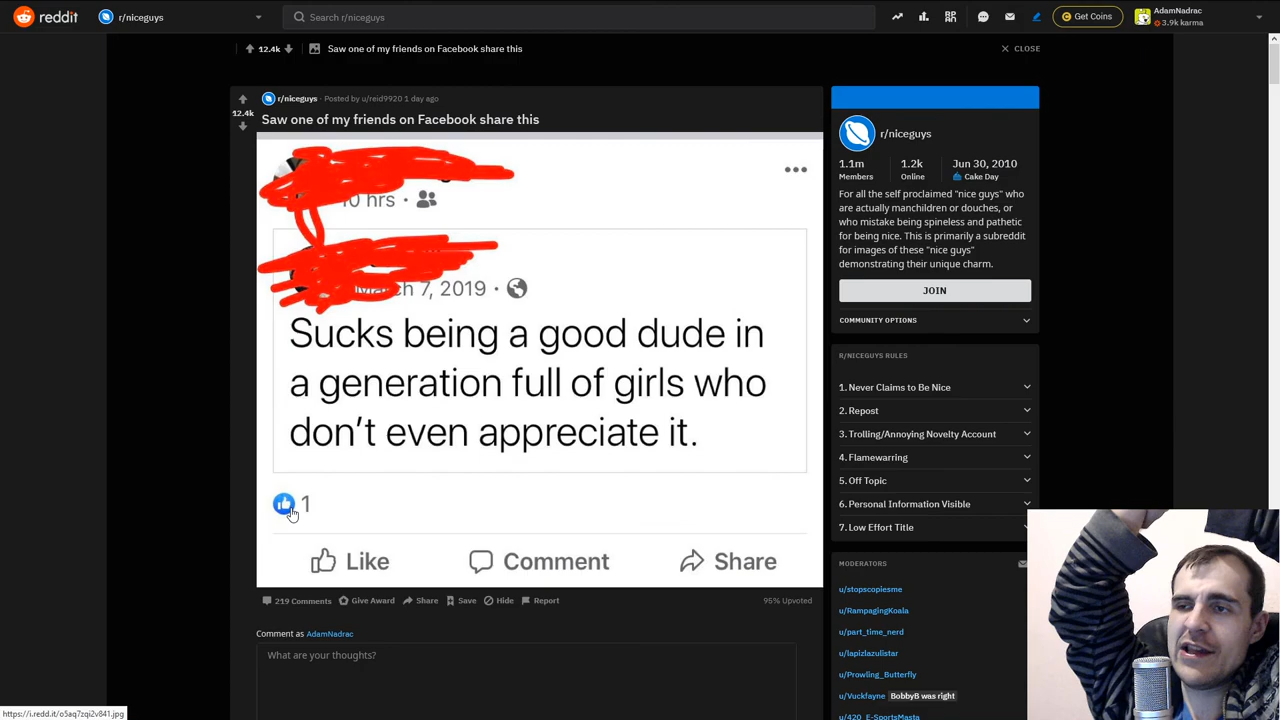 reddit
r/niceguys
Search r/niceguys
Get Coins
AdamNadrac
3.9k karma
12.4k
Saw one of my friends on Facebook share this
CLOSE
r/niceguys · Posted by u/reid9920 1 day ago
12.4k
Saw one of my friends on Facebook share this
10 hrs ·
March 7, 2019 ·
Sucks being a good dude in
a generation full of girls who
don't even appreciate it.
1
Like
Comment
Share
219 Comments
Give Award
Share
Save
Hide
Report
95% Upvoted
Comment as AdamNadrac
What are your thoughts?
r/niceguys
1.1m
Members
1.2k
Online
Jun 30, 2010
Cake Day
For all the self proclaimed "nice guys" who
are actually manchildren or douches, or
who mistake being spineless and pathetic
for being nice. This is primarily a subreddit
for images of these "nice guys"
demonstrating their unique charm.
JOIN
COMMUNITY OPTIONS
R/NICEGUYS RULES
1. Never Claims to Be Nice
2. Repost
3. Trolling/Annoying Novelty Account
4. Flamewarring
5. Off Topic
6. Personal Information Visible
7. Low Effort Title
MODERATORS
u/stopscopiesme
u/RampagingKoala
u/part_time_nerd
u/lapizlazulistar
u/Prowling_Butterfly
u/Vuckfayne BobbyB was right
u/420_E-SportsMasta
https://i.redd.it/o5aq7zqi2v841.jpg